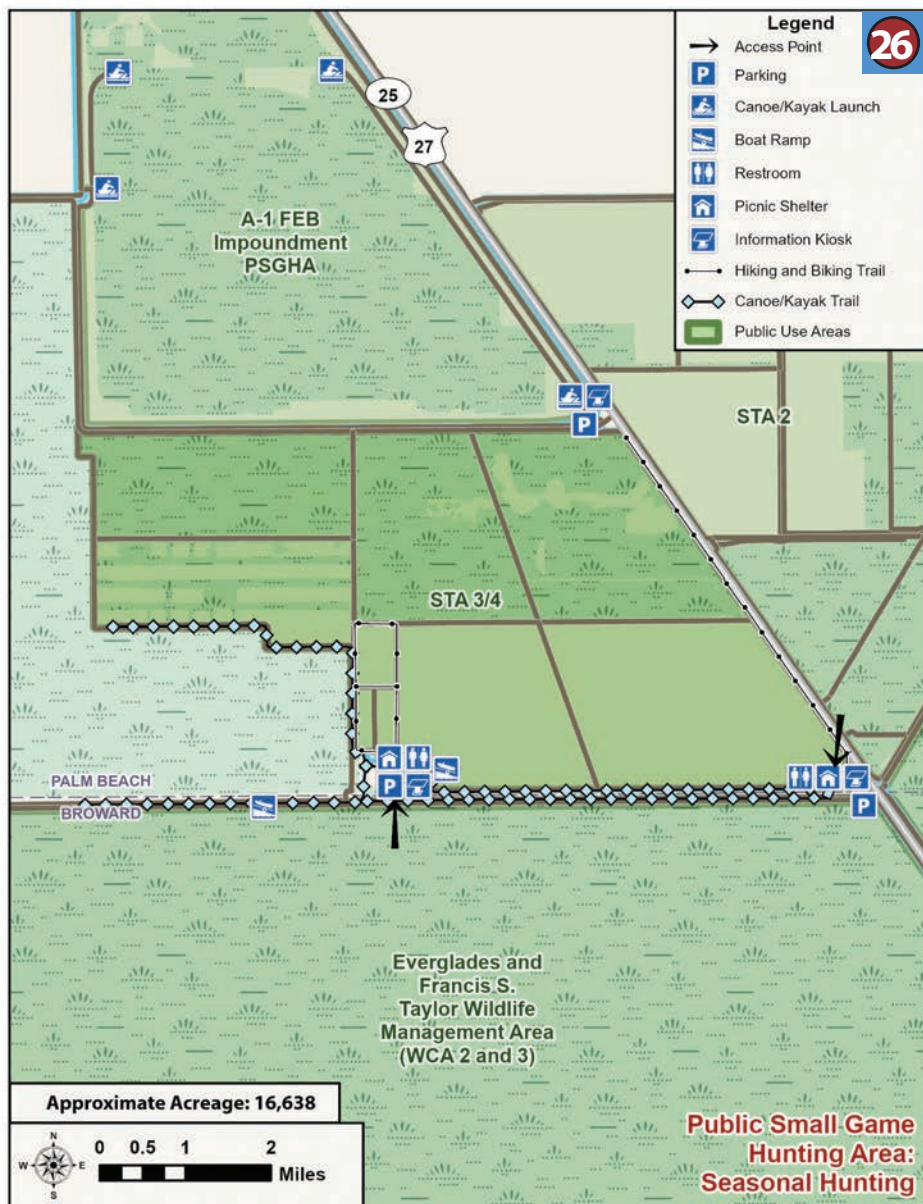 Legend
26
Access Point
P
Parking
Canoe/Kayak Launch
Boat Ramp
Restroom
Picnic Shelter
Information Kiosk
Hiking and Biking Trail
Canoe/Kayak Trail
Public Use Areas
25
27
A-1 FEB
Impoundment
PSGHA
P
STA 2
STA 3/4
PALM BEACH
BROWARD
P
P
Everglades and
Francis S.
Taylor Wildlife
Management Area
(WCA 2 and 3)
Approximate Acreage: 16,638
N
W E
S
0 0.5 1 2
Miles
Public Small Game
Hunting Area:
Seasonal Hunting